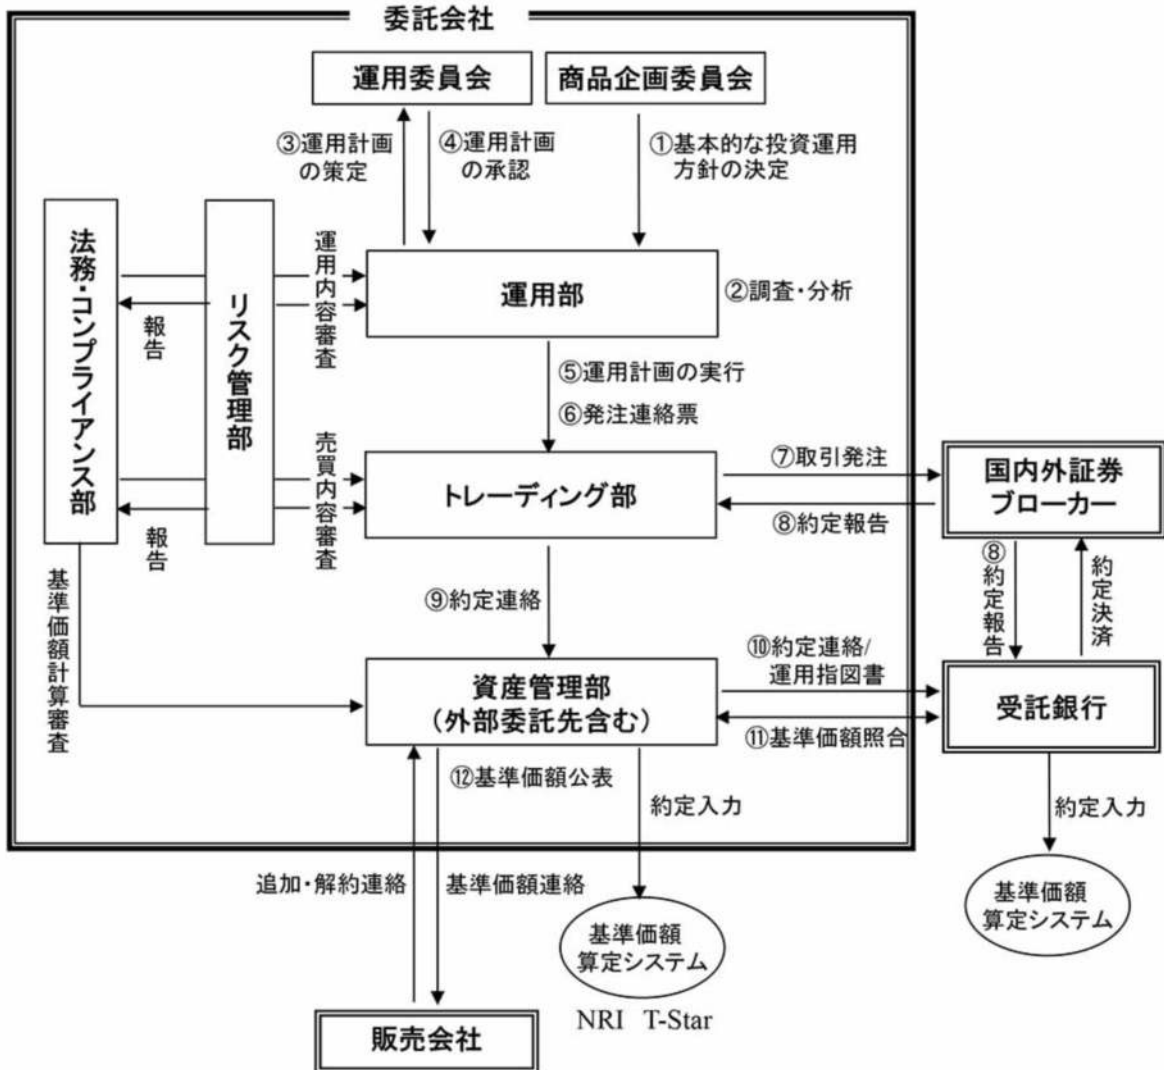 委託会社
運用委員会
商品企画委員会
③運用計画
の策定
④運用計画
の承認
①基本的な投資運用
方針の決定
法務・コンプライアンス部
リスク管理部
運用内容審査
報告
運用部
②調査・分析
⑤運用計画の実行
⑥発注連絡票
売買内容審査
報告
トレーディング部
⑦取引発注
⑧約定報告
国内外証券
ブローカー
⑧約定報告
約定決済
基準価額計算審査
⑨約定連絡
資産管理部
(外部委託先含む)
⑩約定連絡/
運用指図書
⑪基準価額照合
受託銀行
⑫基準価額公表
約定入力
約定入力
追加・解約連絡
基準価額連絡
基準価額
算定システム
基準価額
算定システム
NRI T-Star
販売会社